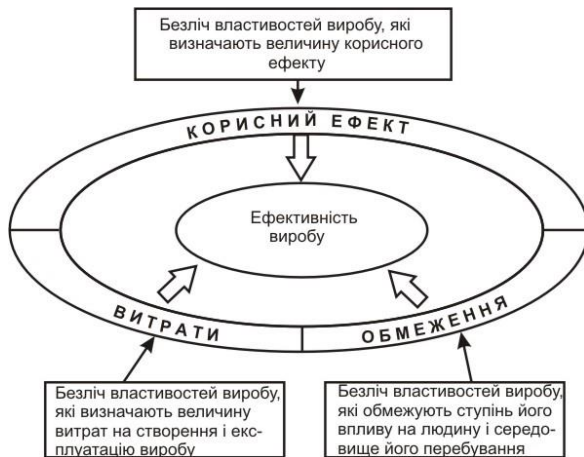 Безліч властивостей виробу, які
визначають величину корисного
ефекту
КОРИСНИЙ ЕФЕКТ
Ефективність
виробу
ВИТРАТИ
ОБМЕЖЕННЯ
Безліч властивостей виробу,
які визначають величину
витрат на створення і екс-
плуатацію виробу
Безліч властивостей виробу,
які обмежують ступінь його
впливу на людину і середо-
вище його перебування